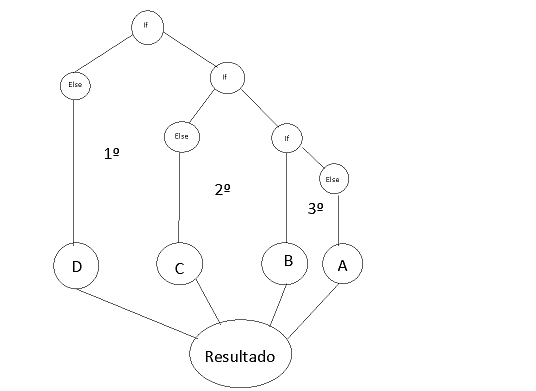 If
Else
If
Else
If
Else
1º
2º
3º
D
C
B
A
Resultado